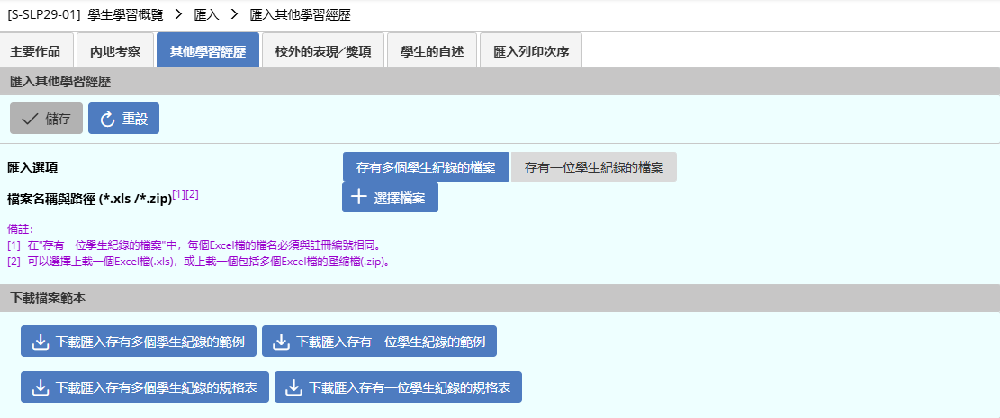 [S-SLP29-01] 學生學習概覽 > 匯入 > 匯入其他學習經歷
主要作品 內地考察 其他學習經歷 校外的表現/獎項 學生的自述 匯入列印次序
匯入其他學習經歷
儲存 重設
匯入選項 存有多個學生紀錄的檔案 存有一位學生紀錄的檔案
檔案名稱與路徑 (*.xls /*.zip)[1][2] 選擇檔案
備註:
[1] 在"存有一位學生紀錄的檔案"中，每個Excel檔的檔名必須與註冊編號相同。
[2] 可以選擇上載一個Excel檔(.xls)，或上載一個包括多個Excel檔的壓縮檔(.zip)。
下載檔案範本
下載匯入存有多個學生紀錄的範例 下載匯入存有一位學生紀錄的範例
下載匯入存有多個學生紀錄的規格表 下載匯入存有一位學生紀錄的規格表